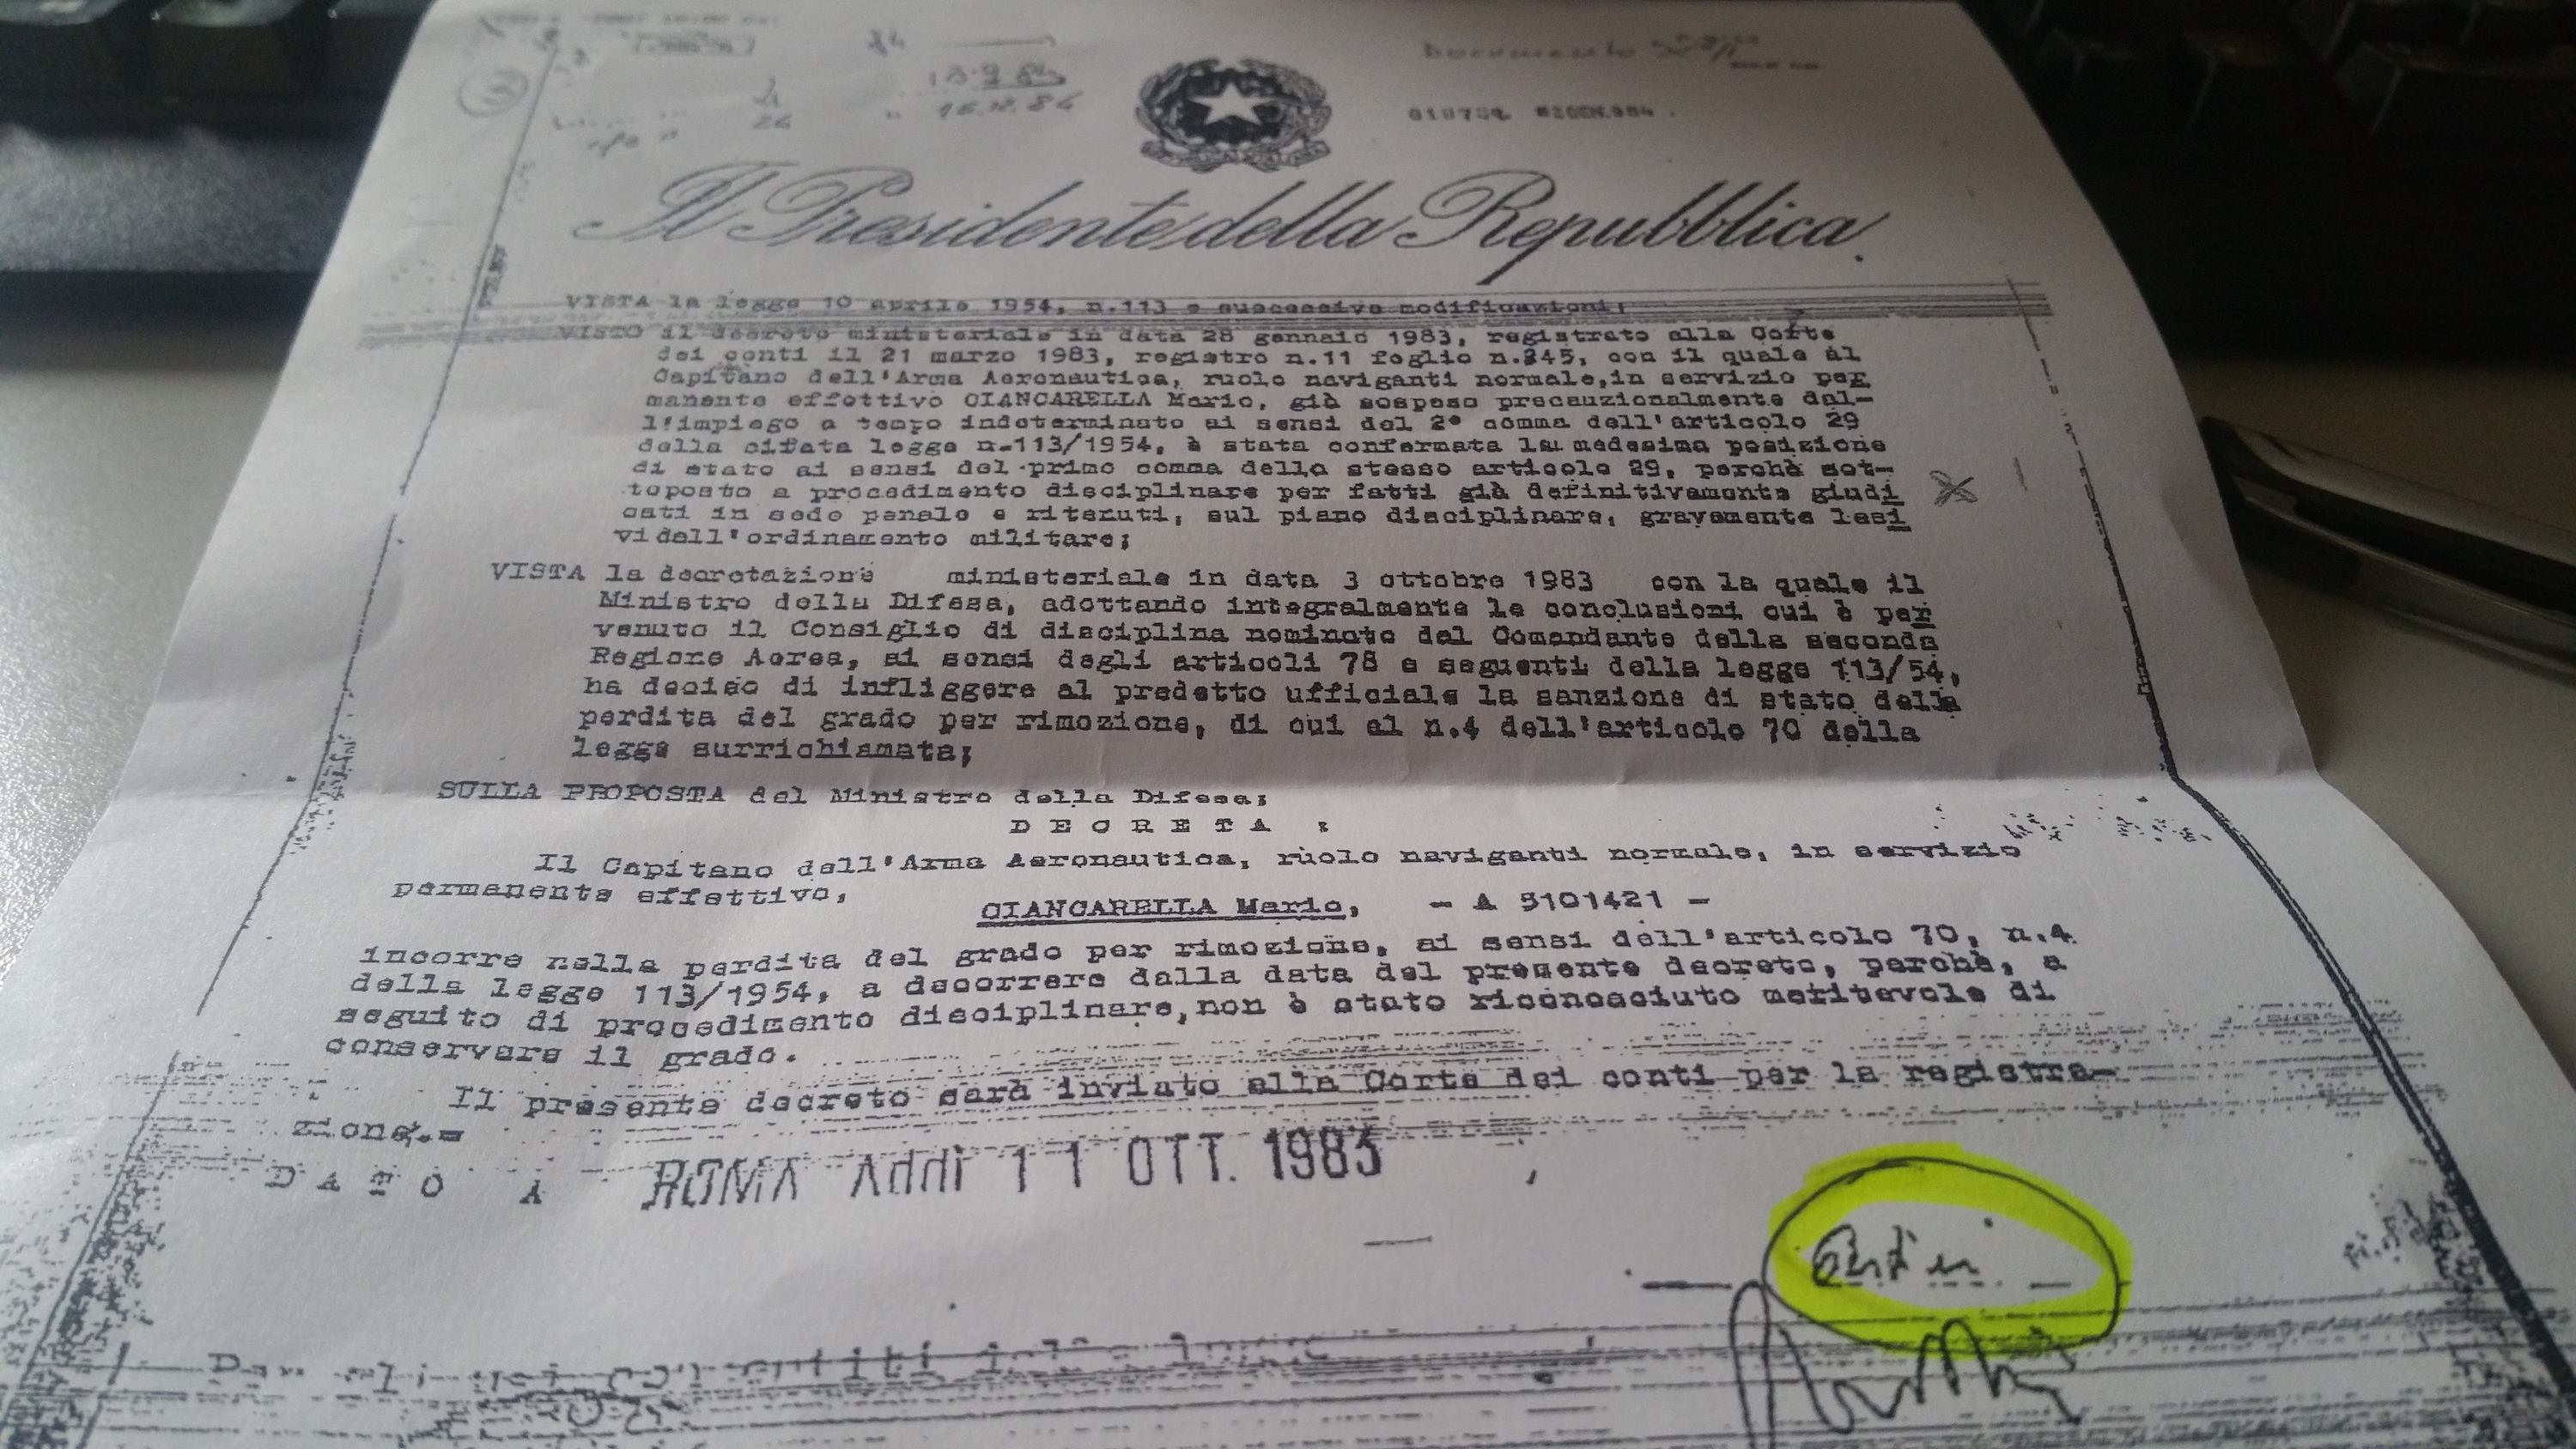 13.9.84
16.12.84
24
26
Documento
Il Presidente della Repubblica
VISTA la legge 10 aprile 1954, n.113 e successive modificazioni;
VISTO il decreto ministeriale in data 28 gennaio 1983, registrato alla Corte
dei conti il 21 marzo 1983, registro n.11 foglio n.345, con il quale al
Capitano dell'Arma Aeronautica, ruolo naviganti normale,in servizio per
manente effettivo CIANCARELLA Mario, già sospeso precauzionalmente dal-
l'impiego a tempo indeterminato ai sensi del 2° comma dell'articolo 29
della citata legge n.113/1954, è stata confermata la medesima posizione
di stato ai sensi del primo comma dello stesso articolo 29, perchè sot-
toposto a procedimento disciplinare per fatti già definitivamente giudi
cati in sede penale e ritenuti, sul piano disciplinare, gravemente lesi
vi dell'ordinamento militare;
VISTA la decretazione ministeriale in data 3 ottobre 1983 con la quale il
Ministro della Difesa, adottando integralmente le conclusioni cui è per
venuto il Consiglio di disciplina nominato dal Comandante della seconda
Regione Aerea, ai sensi degli articoli 78 e seguenti della legge 113/54,
ha deciso di infliggere al predetto ufficiale la sanzione di stato della
perdita del grado per rimozione, di cui al n.4 dell'articolo 70 della
legge surrichiamata;
SULLA PROPOSTA del Ministro della Difesa;
D E C R E T A :
Il Capitano dell'Arma Aeronautica, ruolo naviganti normale, in servizio
permanente effettivo,
CIANCARELLA Mario, - A 5101421 -
incorre nella perdita del grado per rimozione, ai sensi dell'articolo 70, n.4
della legge 113/1954, a decorrere dalla data del presente decreto, perchè, a
seguito di procedimento disciplinare,non è stato riconosciuto meritevole di
conservare il grado.
Il presente decreto sarà inviato alla Corte dei conti per la registra-
zione.=
D A T O A ROMA Addì 11 OTT. 1983
Pertini